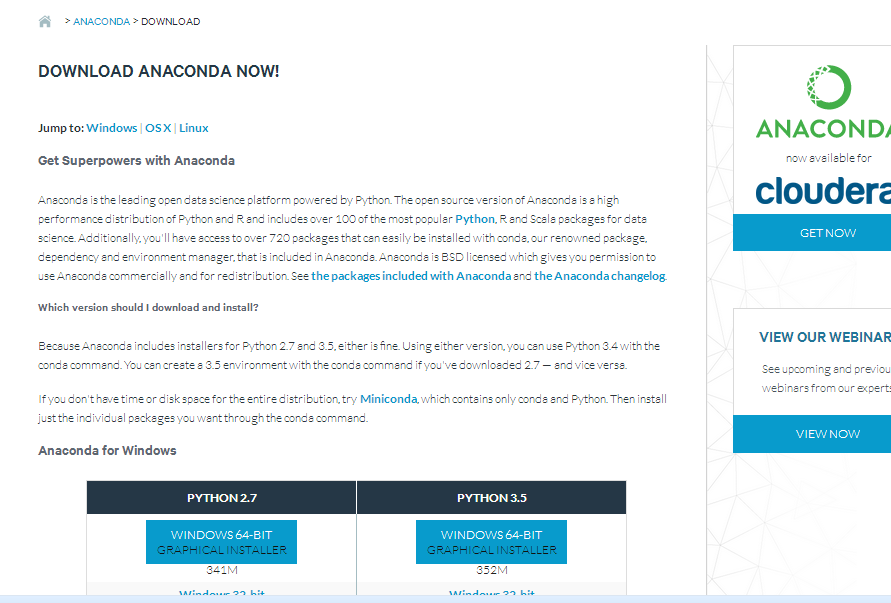 > ANACONDA > DOWNLOAD
DOWNLOAD ANACONDA NOW!
Jump to: Windows | OSX | Linux
Get Superpowers with Anaconda
Anaconda is the leading open data science platform powered by Python. The open source version of Anaconda is a high
performance distribution of Python and R and includes over 100 of the most popular Python, R and Scala packages for data
science. Additionally, you'll have access to over 720 packages that can easily be installed with conda, our renowned package,
dependency and environment manager, that is included in Anaconda. Anaconda is BSD licensed which gives you permission to
use Anaconda commercially and for redistribution. See the packages included with Anaconda and the Anaconda changelog.
Which version should I download and install?
Because Anaconda includes installers for Python 2.7 and 3.5, either is fine. Using either version, you can use Python 3.4 with the
conda command. You can create a 3.5 environment with the conda command if you've downloaded 2.7 — and vice versa.
If you don't have time or disk space for the entire distribution, try Miniconda, which contains only conda and Python. Then install
just the individual packages you want through the conda command.
Anaconda for Windows
PYTHON 2.7 PYTHON 3.5
WINDOWS 64-BIT WINDOWS 64-BIT
GRAPHICAL INSTALLER GRAPHICAL INSTALLER
341M 352M
Windows 32-bit Windows 32-bit
ANACONDA
now available for
cloudera
GET NOW
VIEW OUR WEBINAR
See upcoming and previou
webinars from our experts
VIEW NOW